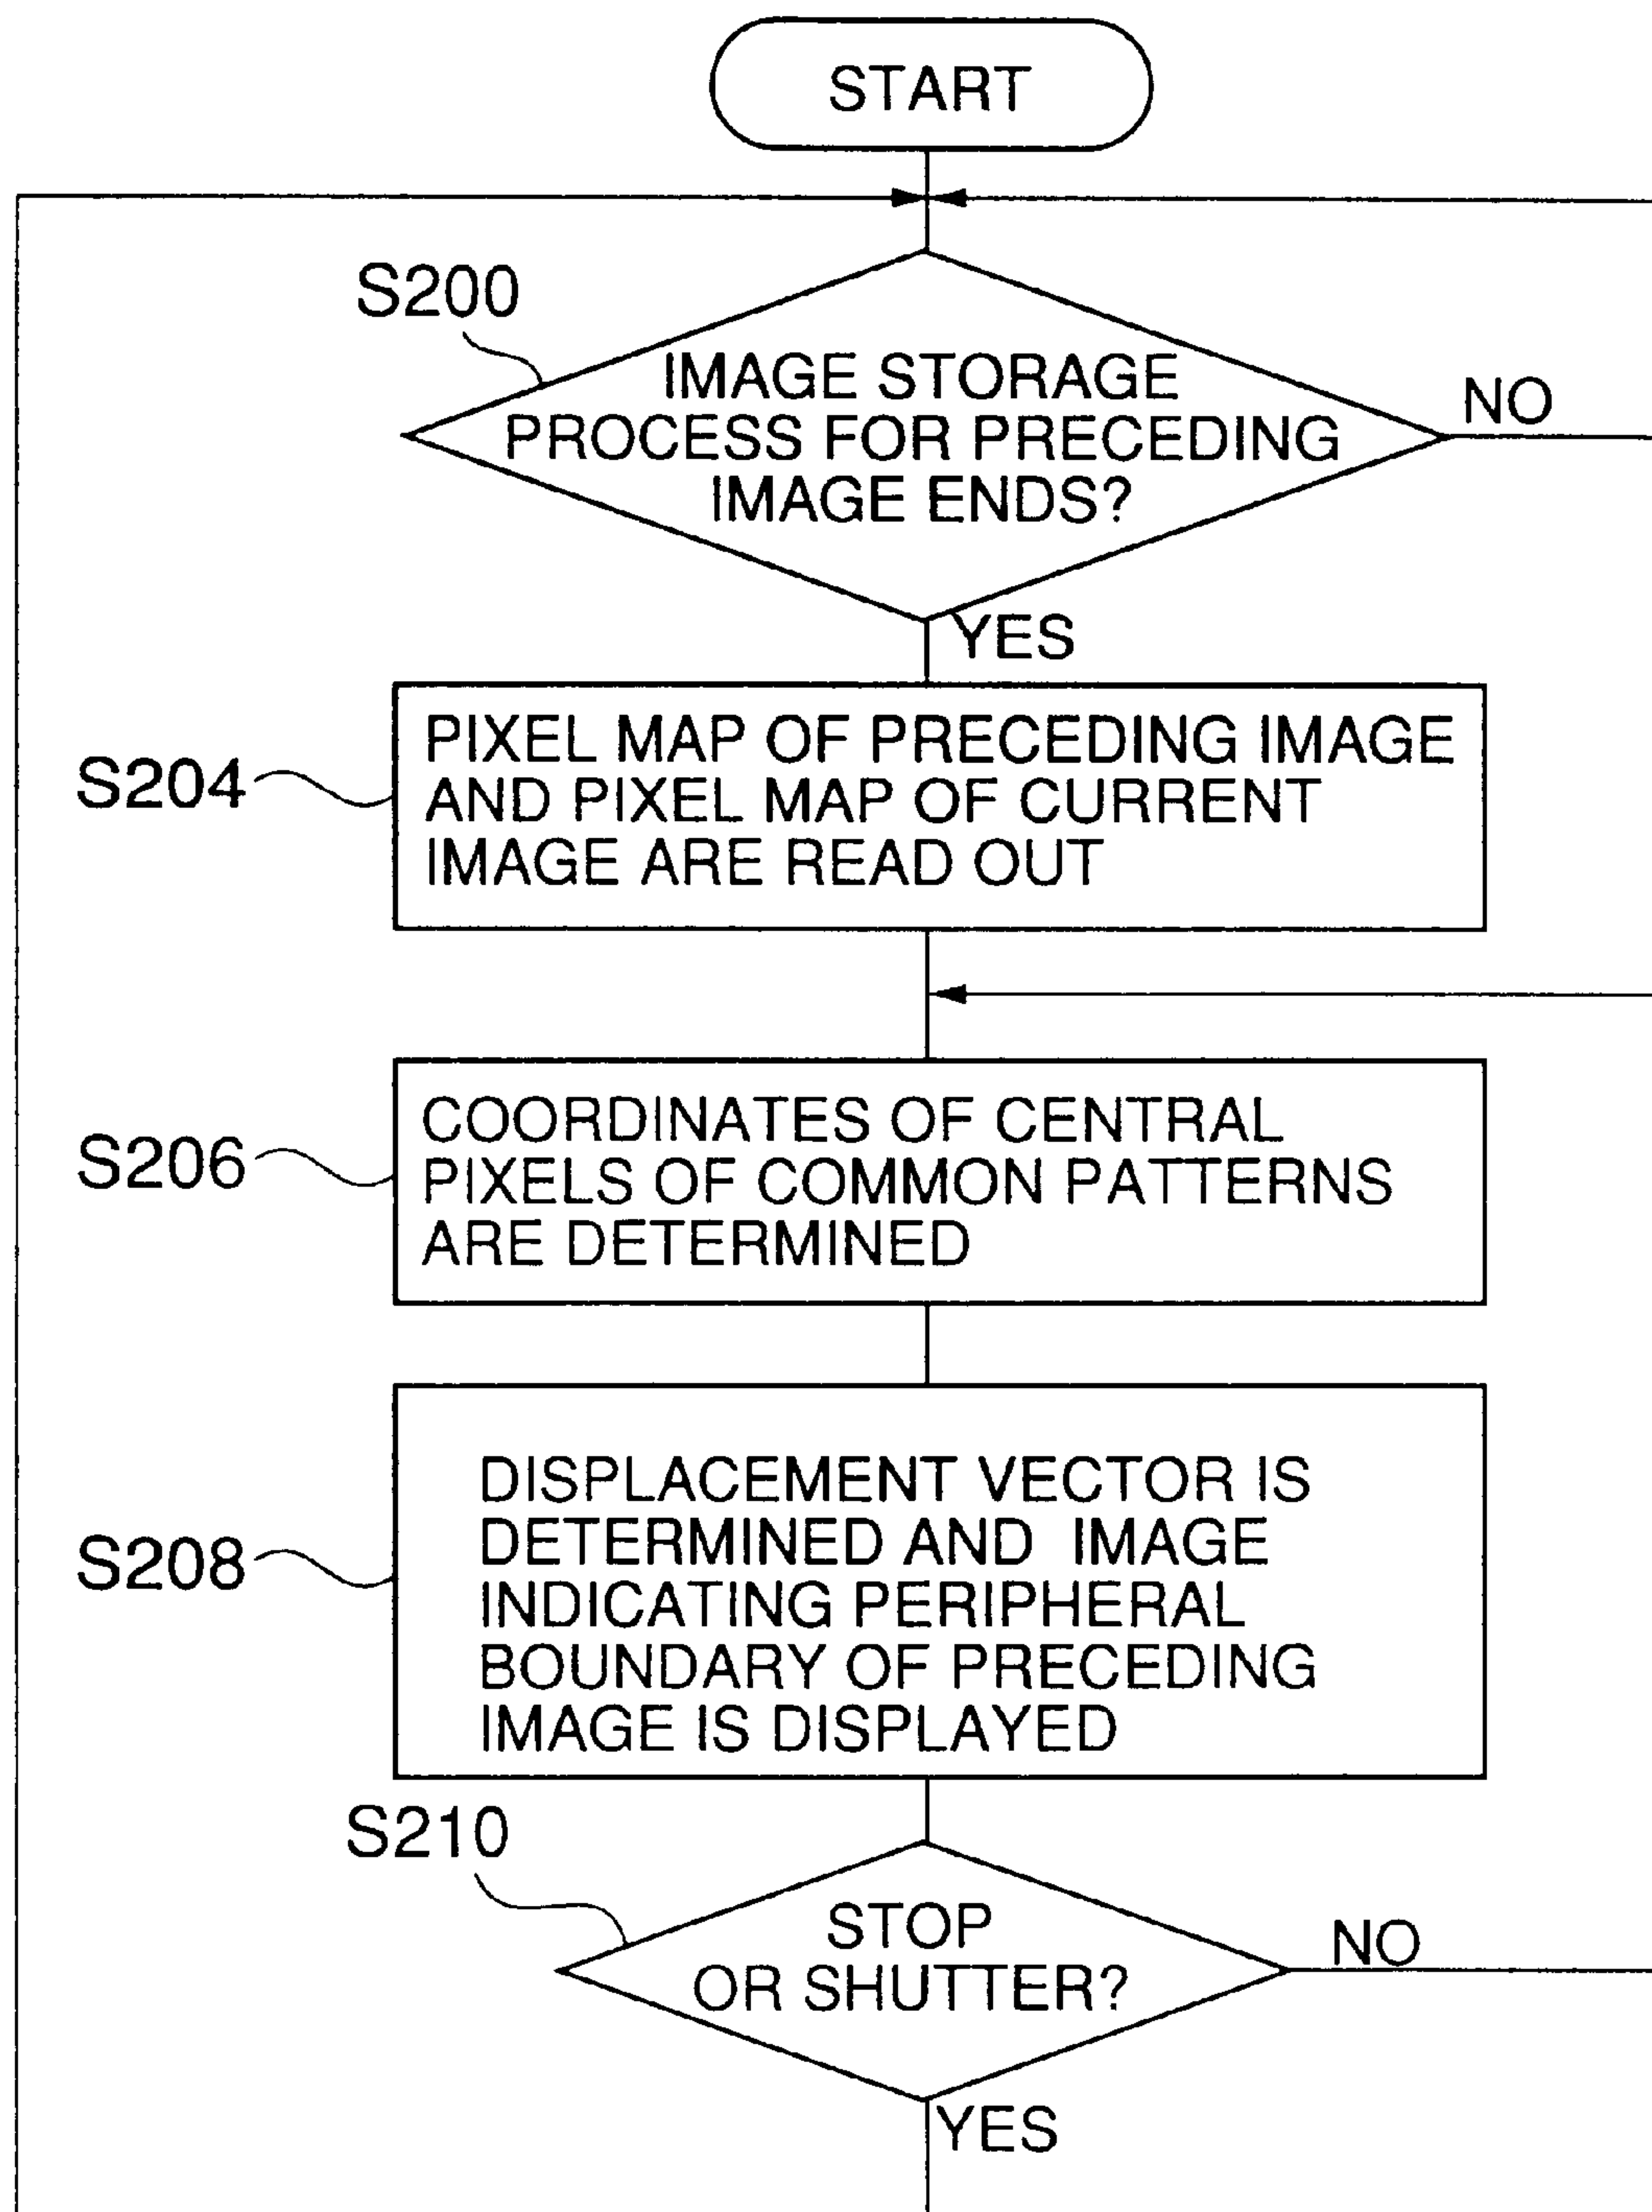 START
S200
IMAGE STORAGE
PROCESS FOR PRECEDING
IMAGE ENDS?
NO
YES
S204
PIXEL MAP OF PRECEDING IMAGE
AND PIXEL MAP OF CURRENT
IMAGE ARE READ OUT
S206
COORDINATES OF CENTRAL
PIXELS OF COMMON PATTERNS
ARE DETERMINED
S208
DISPLACEMENT VECTOR IS
DETERMINED AND IMAGE
INDICATING PERIPHERAL
BOUNDARY OF PRECEDING
IMAGE IS DISPLAYED
S210
STOP
OR SHUTTER?
NO
YES